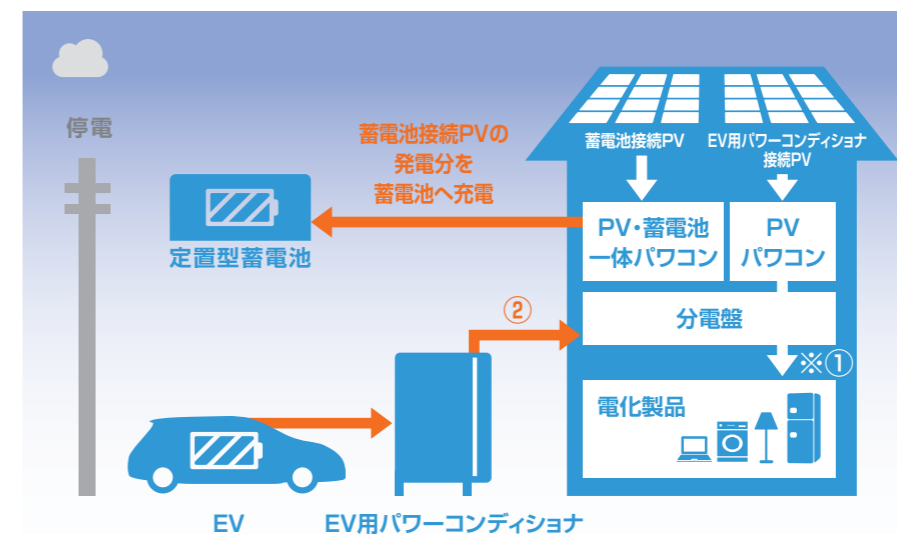 停電
蓄電池接続PVの
発電分を
蓄電池へ充電
定置型蓄電池
蓄電池接続PV
EV用パワーコンディショナ
接続PV
PV・蓄電池
一体パワコン
PV
パワコン
分電盤
②
※①
電化製品
EV
EV用パワーコンディショナ